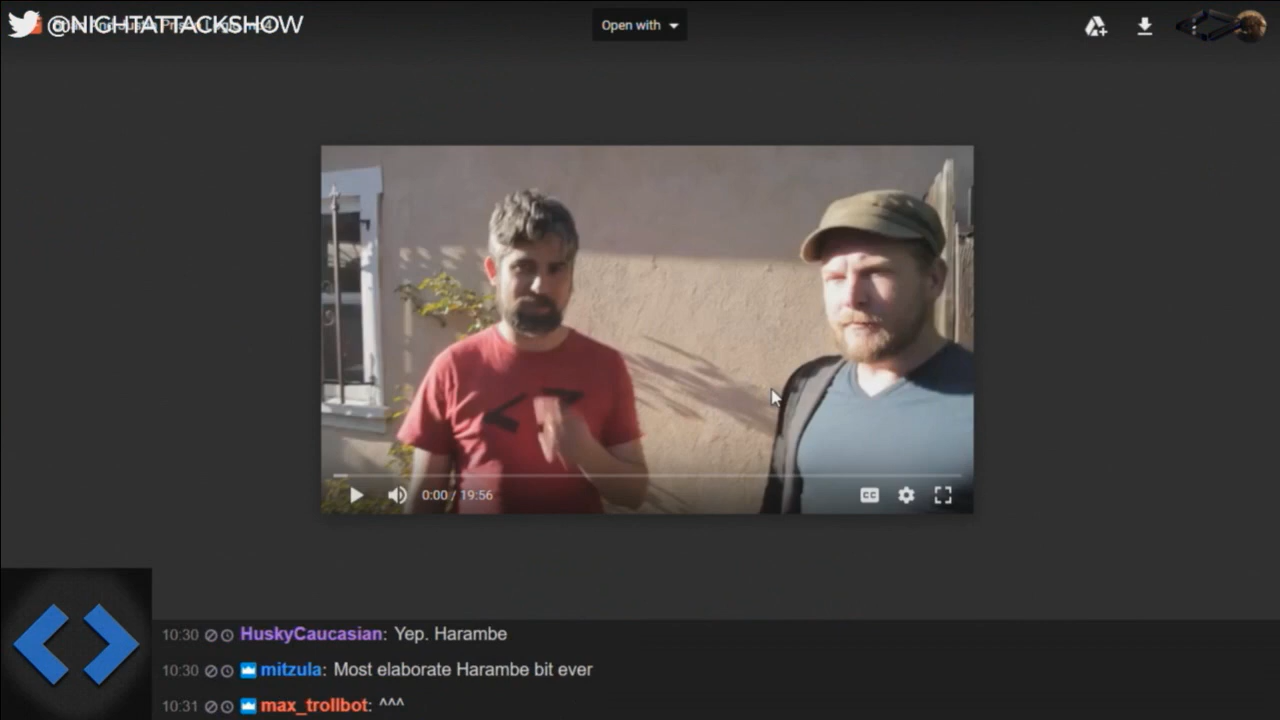 @NIGHTATTACKSHOW
Open with
0:00 / 19:56
CC
10:30 HuskyCaucasian: Yep. Harambe
10:30 mitzula: Most elaborate Harambe bit ever
10:31 max_trollbot: ^^^